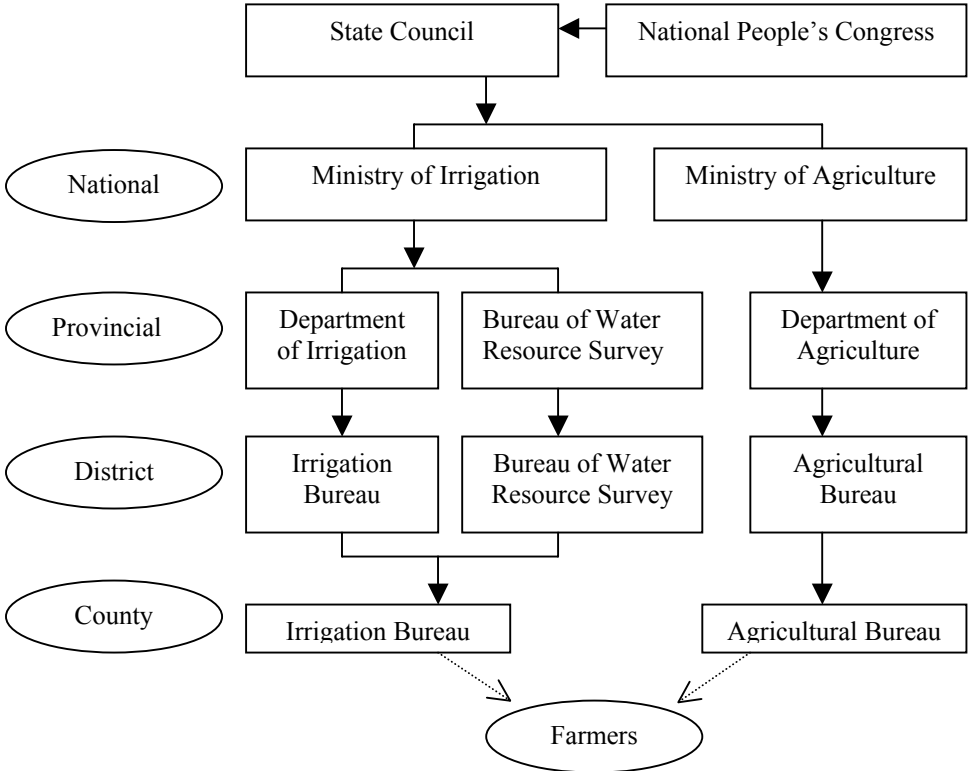 State Council
National People’s Congress
National
Ministry of Irrigation
Ministry of Agriculture
Provincial
Department
of Irrigation
Bureau of Water
Resource Survey
Department of
Agriculture
District
Irrigation
Bureau
Bureau of Water
Resource Survey
Agricultural
Bureau
County
Irrigation Bureau
Agricultural Bureau
Farmers